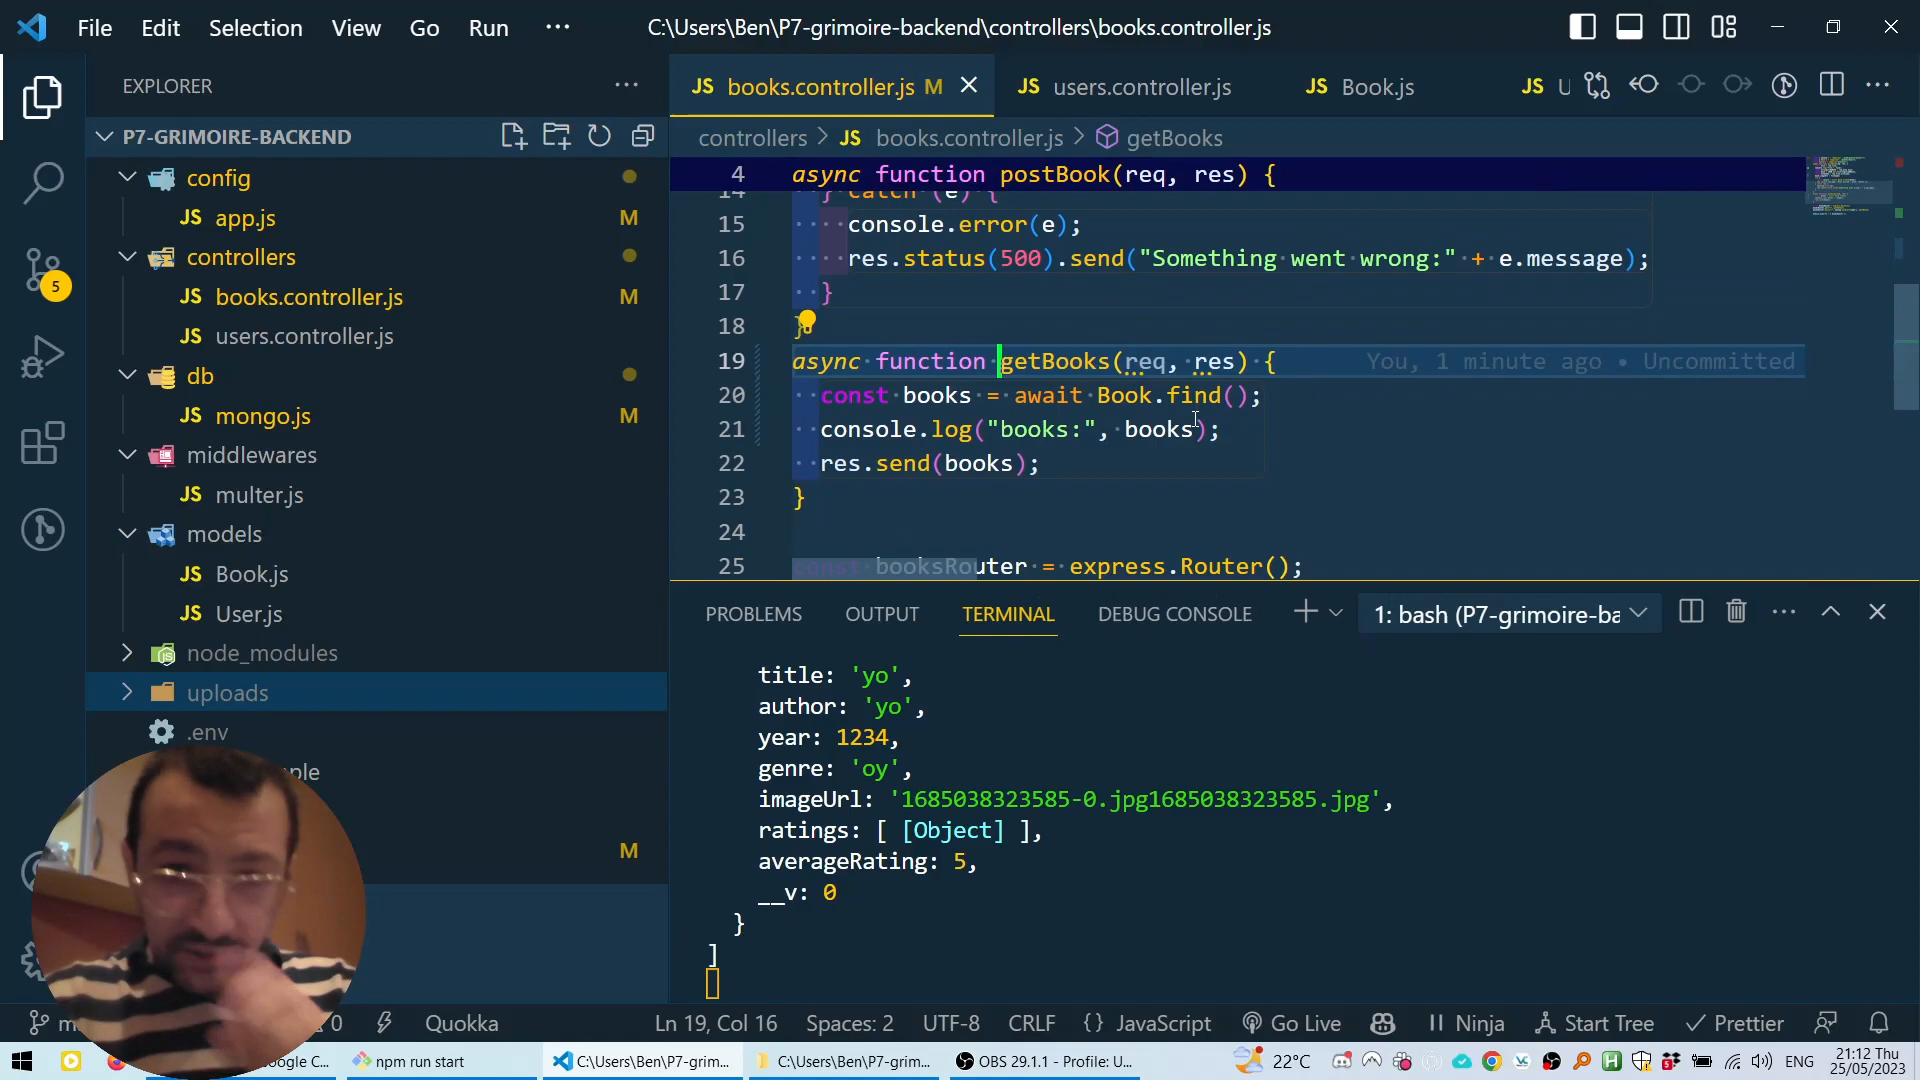 File Edit Selection View Go Run ··· C:\Users\Ben\P7-grimoire-backend\controllers\books.controller.js
EXPLORER
P7-GRIMOIRE-BACKEND
config
JS app.js M
controllers
JS books.controller.js M
JS users.controller.js
db
JS mongo.js M
middlewares
JS multer.js
models
JS Book.js
JS User.js
node_modules
uploads
.env
ple
M
5
JS books.controller.js M JS users.controller.js JS Book.js JS U
controllers > JS books.controller.js > getBooks
4 async function postBook(req, res) {
14 } catch (e) {
15 console.error(e);
16 res.status(500).send("Something went wrong:" + e.message);
17 }
18 }
19 async function getBooks(req, res) { You, 1 minute ago • Uncommitted
20 const books = await Book.find();
21 console.log("books:", books);
22 res.send(books);
23 }
24
25 const booksRouter = express.Router();
PROBLEMS OUTPUT TERMINAL DEBUG CONSOLE 1: bash (P7-grimoire-ba
title: 'yo',
author: 'yo',
year: 1234,
genre: 'oy',
imageUrl: '1685038323585-0.jpg1685038323585.jpg',
ratings: [ [Object] ],
averageRating: 5,
__v: 0
}
]
0 Quokka Ln 19, Col 16 Spaces: 2 UTF-8 CRLF {} JavaScript Go Live Ninja Start Tree Prettier
oogle C... npm run start C:\Users\Ben\P7-grim... C:\Users\Ben\P7-grim... OBS 29.1.1 - Profile: U... 22°C ENG 21:12 Thu
25/05/2023